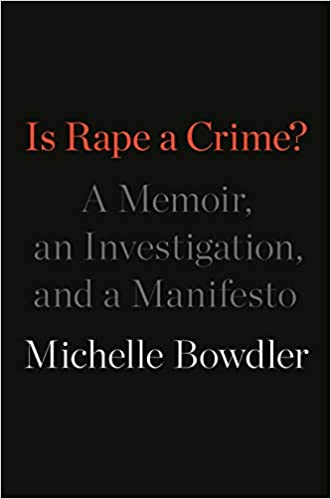 Is Rape a Crime?
A Memoir,
an Investigation,
and a Manifesto
Michelle Bowdler